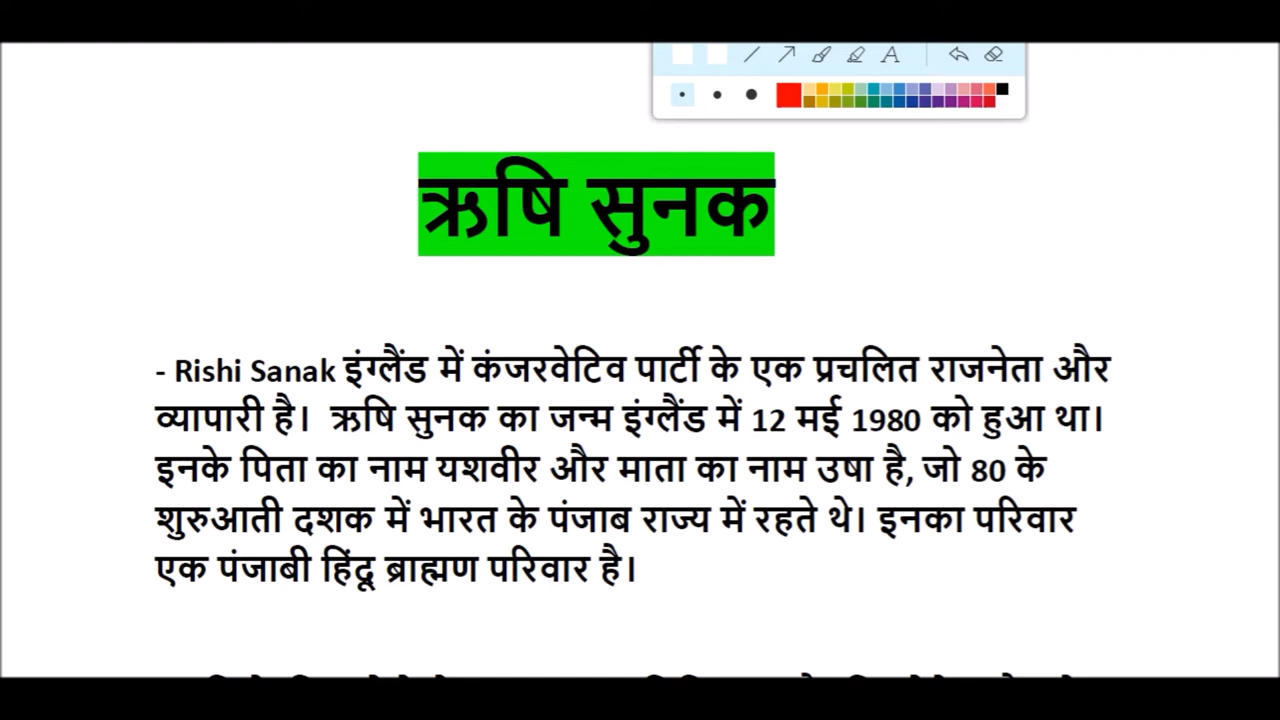 A
ऋषि सुनक
- Rishi Sanak इंग्लैंड में कंजरवेटिव पार्टी के एक प्रचलित राजनेता और
व्यापारी है। ऋषि सुनक का जन्म इंग्लैंड में 12 मई 1980 को हुआ था।
इनके पिता का नाम यशवीर और माता का नाम उषा है, जो 80 के
शुरुआती दशक में भारत के पंजाब राज्य में रहते थे। इनका परिवार
एक पंजाबी हिंदू ब्राह्मण परिवार है।